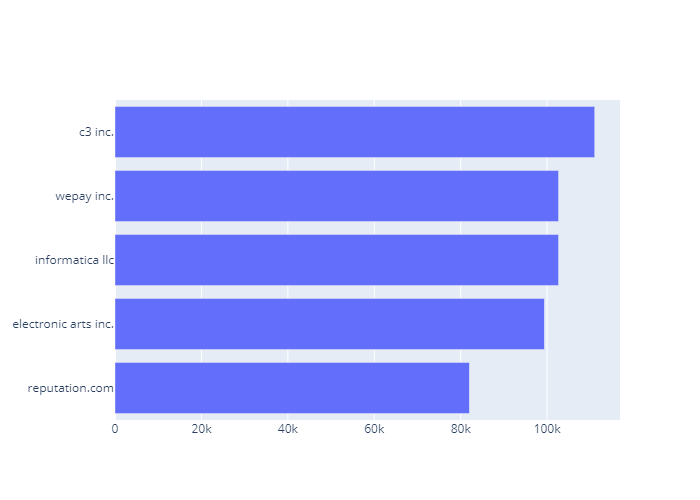 c3 inc.
wepay inc.
informatica llc
electronic arts inc.
reputation.com
0 20k 40k 60k 80k 100k